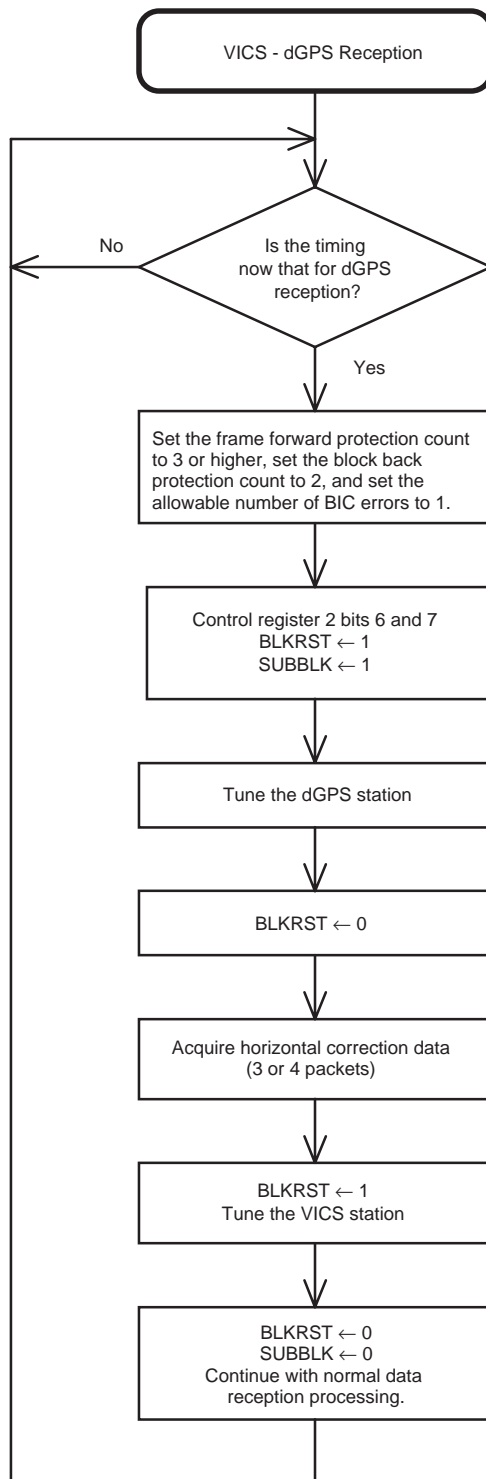 VICS - dGPS Reception
No
Is the timing
now that for dGPS
reception?
Yes
Set the frame forward protection count
to 3 or higher, set the block back
protection count to 2, and set the
allowable number of BIC errors to 1.
Control register 2 bits 6 and 7
BLKRST ← 1
SUBBLK ← 1
Tune the dGPS station
BLKRST ← 0
Acquire horizontal correction data
(3 or 4 packets)
BLKRST ← 1
Tune the VICS station
BLKRST ← 0
SUBBLK ← 0
Continue with normal data
reception processing.